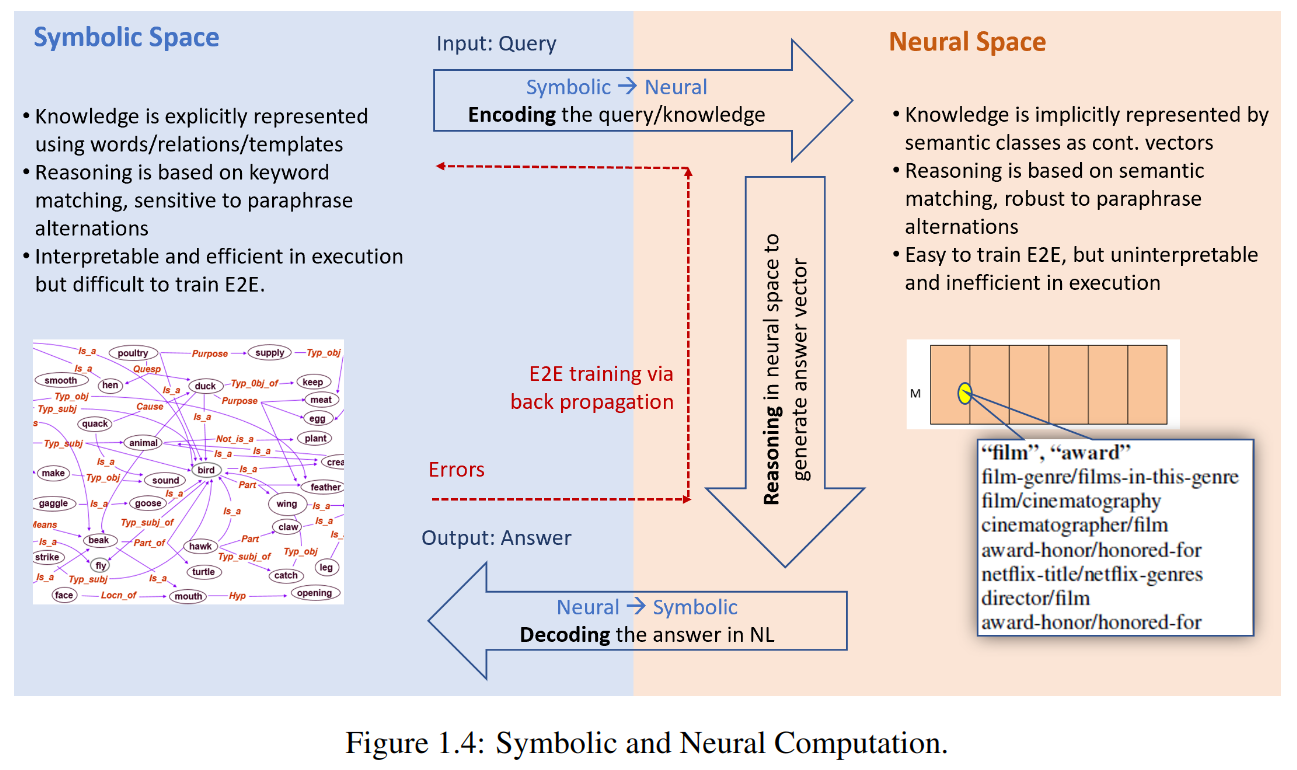 Symbolic Space
• Knowledge is explicitly represented
using words/relations/templates
• Reasoning is based on keyword
matching, sensitive to paraphrase
alternations
• Interpretable and efficient in execution
but difficult to train E2E.
Input: Query
Symbolic → Neural
Encoding the query/knowledge
Neural Space
• Knowledge is implicitly represented by
semantic classes as cont. vectors
• Reasoning is based on semantic
matching, robust to paraphrase
alternations
• Easy to train E2E, but uninterpretable
and inefficient in execution
E2E training via
back propagation
Errors
Reasoning in neural space to
generate answer vector
Output: Answer
Neural → Symbolic
Decoding the answer in NL
Is_a
poultry
Purpose
supply
Typ_obj
Is_a
Quesp
smooth
hen
Is_a
duck
Typ_0bj_of
keep
Typ_obj
Purpose
meat
Typ_subj
Cause
Is_a
egg
quack
plant
Typ_subj
animal
Not_is_a
Is_a
Is_a
Is_a
crea
make
Typ_obj
sound
bird
Is_a
Part
feather
gaggle
Is_a
goose
Is_a
wing
Is_a
Means
Typ_subj_of
Is_a
claw
Is_a
Is_a
beak
Part_of
hawk
Part
Is_a
strike
fly
Typ_subj_of
Typ_obj
leg
Is_a
Typ_subj
Is_a
turtle
catch
face
Locn_of
mouth
Hyp
opening
M
“film”, “award”
film-genre/films-in-this-genre
film/cinematography
cinematographer/film
award-honor/honored-for
netflix-title/netflix-genres
director/film
award-honor/honored-for
Figure 1.4: Symbolic and Neural Computation.